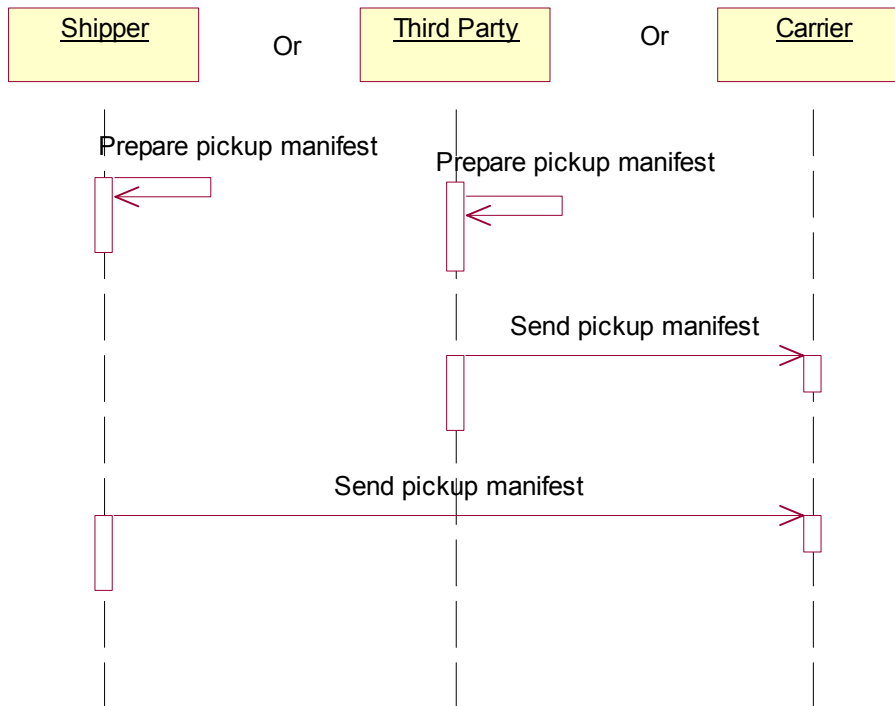 Shipper
Or
Third Party
Or
Carrier
Prepare pickup manifest
Prepare pickup manifest
Send pickup manifest
Send pickup manifest